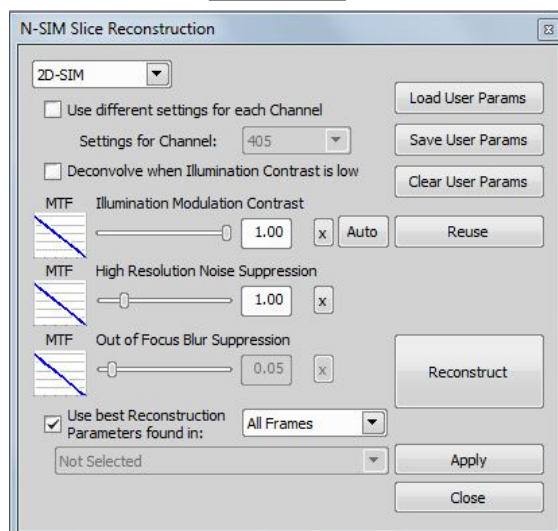 N-SIM Slice Reconstruction
x
2D-SIM
Load User Params
Use different settings for each Channel
Settings for Channel: 405
Save User Params
Deconvolve when Illumination Contrast is low
Clear User Params
MTF Illumination Modulation Contrast
1.00 x Auto
Reuse
MTF High Resolution Noise Suppression
1.00 x
MTF Out of Focus Blur Suppression
0.05 x
Reconstruct
Use best Reconstruction
Parameters found in: All Frames
Not Selected
Apply
Close